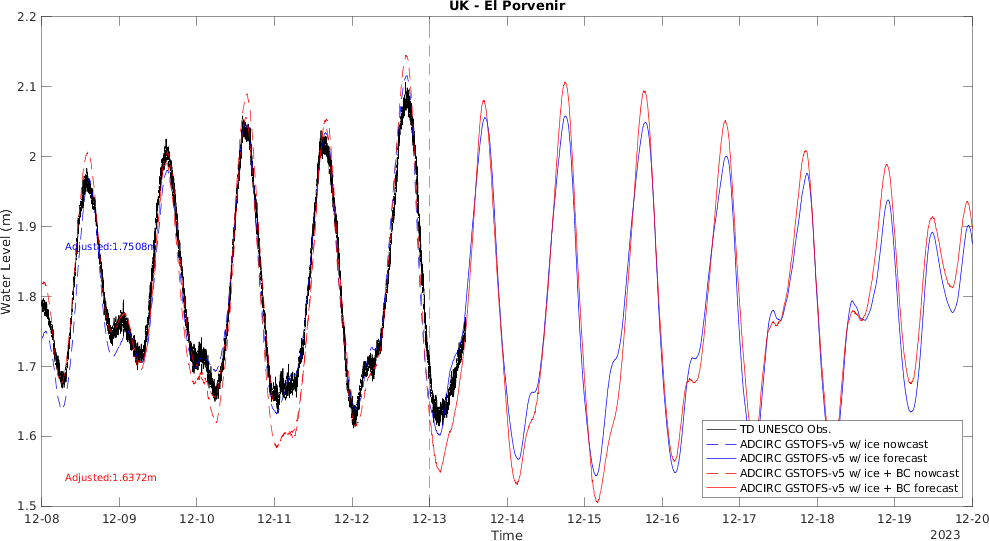 UK - El Porvenir
2.2
2.1
2
1.9
1.8
1.7
1.6
1.5
Water Level (m)
Adjusted:1.7508m
Adjusted:1.6372m
TD UNESCO Obs.
ADCIRC GSTOFS-v5 w/ ice nowcast
ADCIRC GSTOFS-v5 w/ ice forecast
ADCIRC GSTOFS-v5 w/ ice + BC nowcast
ADCIRC GSTOFS-v5 w/ ice + BC forecast
12-08 12-09 12-10 12-11 12-12 12-13 12-14 12-15 12-16 12-17 12-18 12-19 12-20
Time
2023